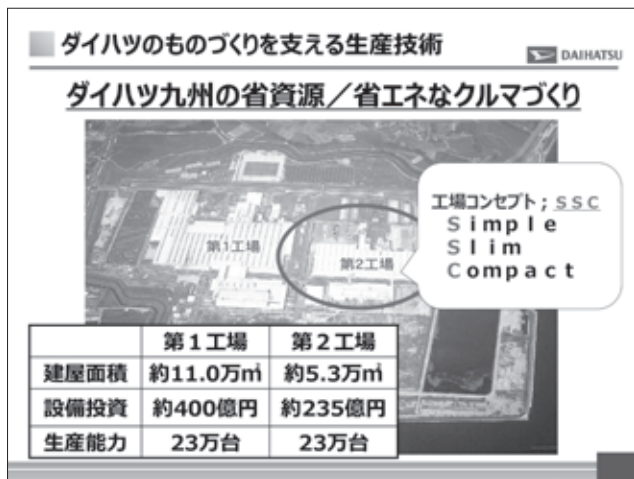 ダイハツのものづくりを支える生産技術
DAIHATSU
ダイハツ九州の省資源／省エネなクルマづくり
工場コンセプト；SSC
Simple
Slim
Compact
第1工場
第2工場
第1工場 第2工場
建屋面積 約11.0万㎡ 約5.3万㎡
設備投資 約400億円 約235億円
生産能力 23万台 23万台